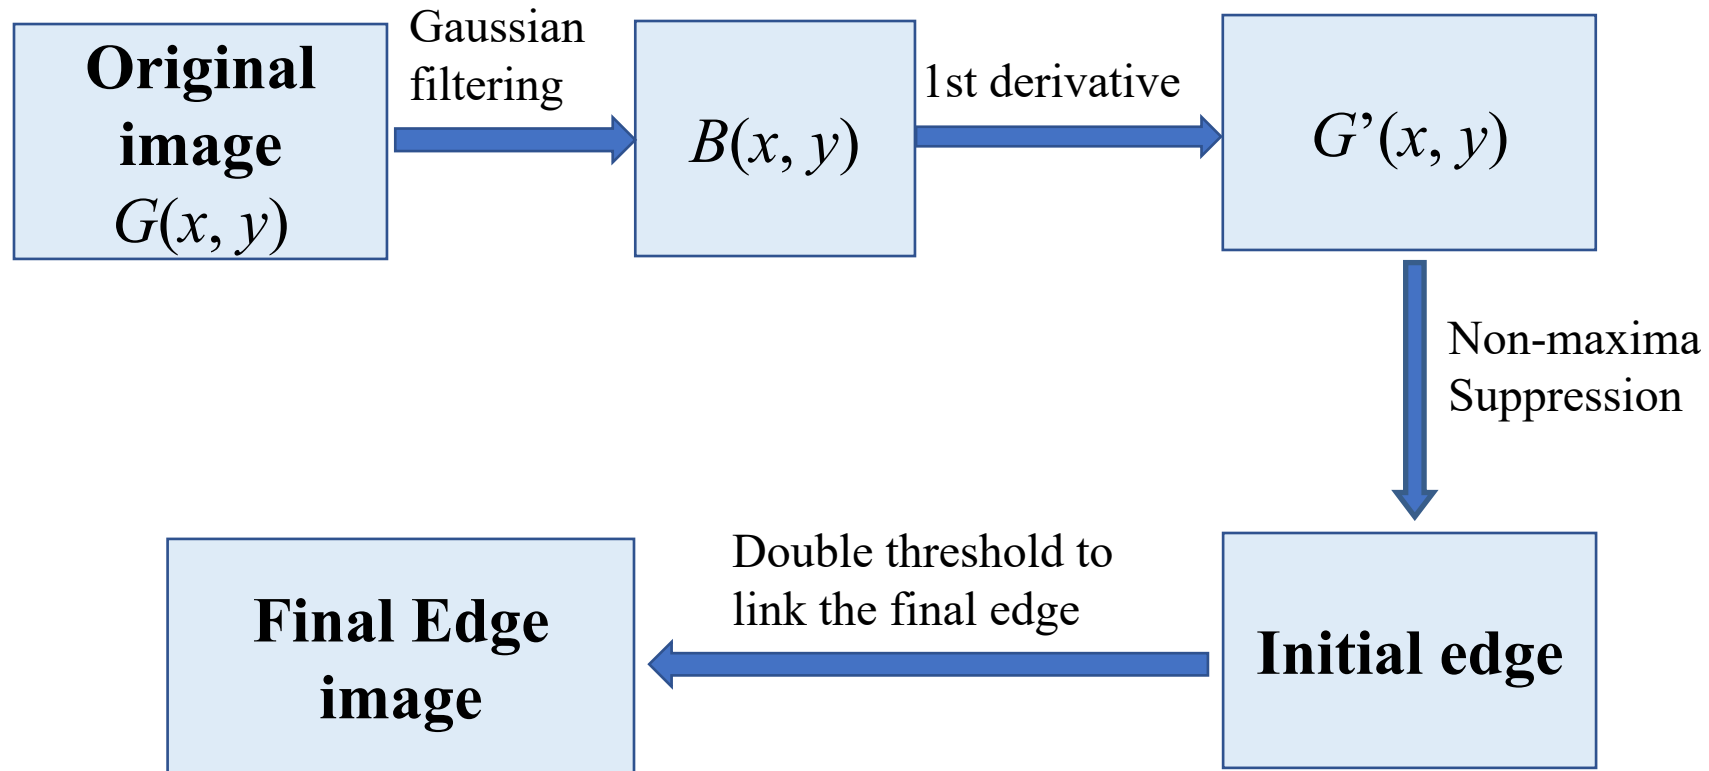 Original
image
G(x, y)
Gaussian
filtering
B(x, y)
1st derivative
G’(x, y)
Non-maxima
Suppression
Initial edge
Double threshold to
link the final edge
Final Edge
image